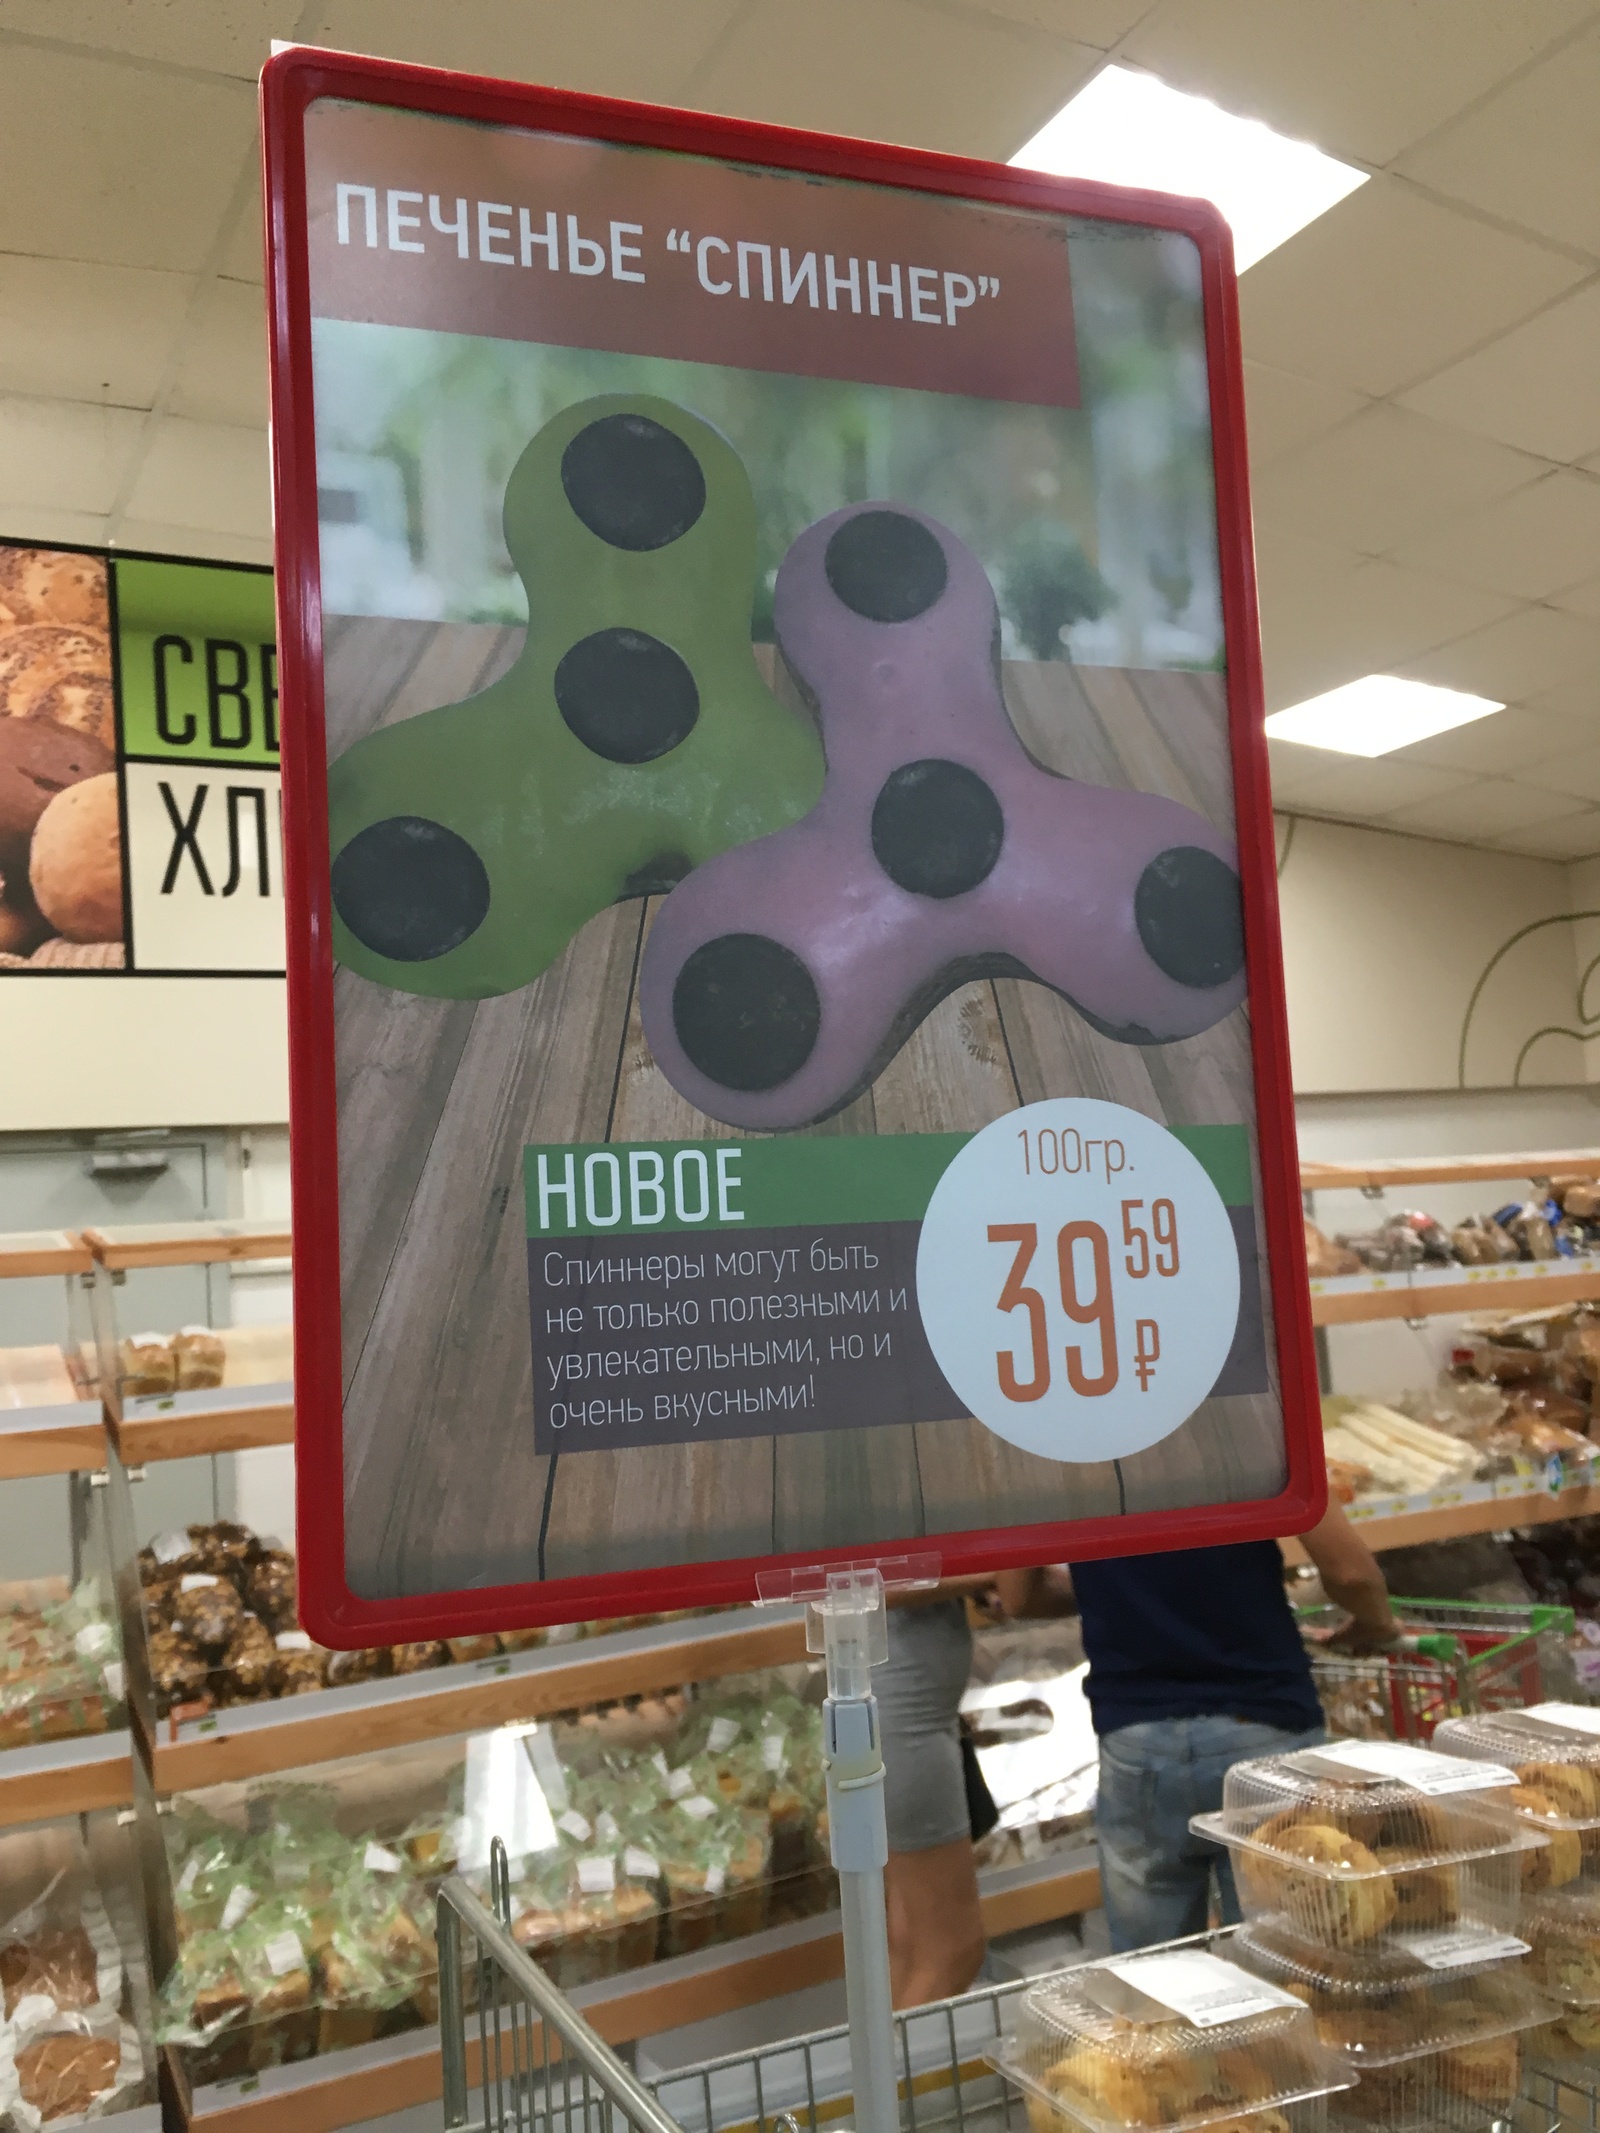 ПЕЧЕНЬЕ “СПИННЕР”
НОВОЕ
Спиннеры могут быть
не только полезными и
увлекательными, но и
очень вкусными!
100гр.
39 59
₽